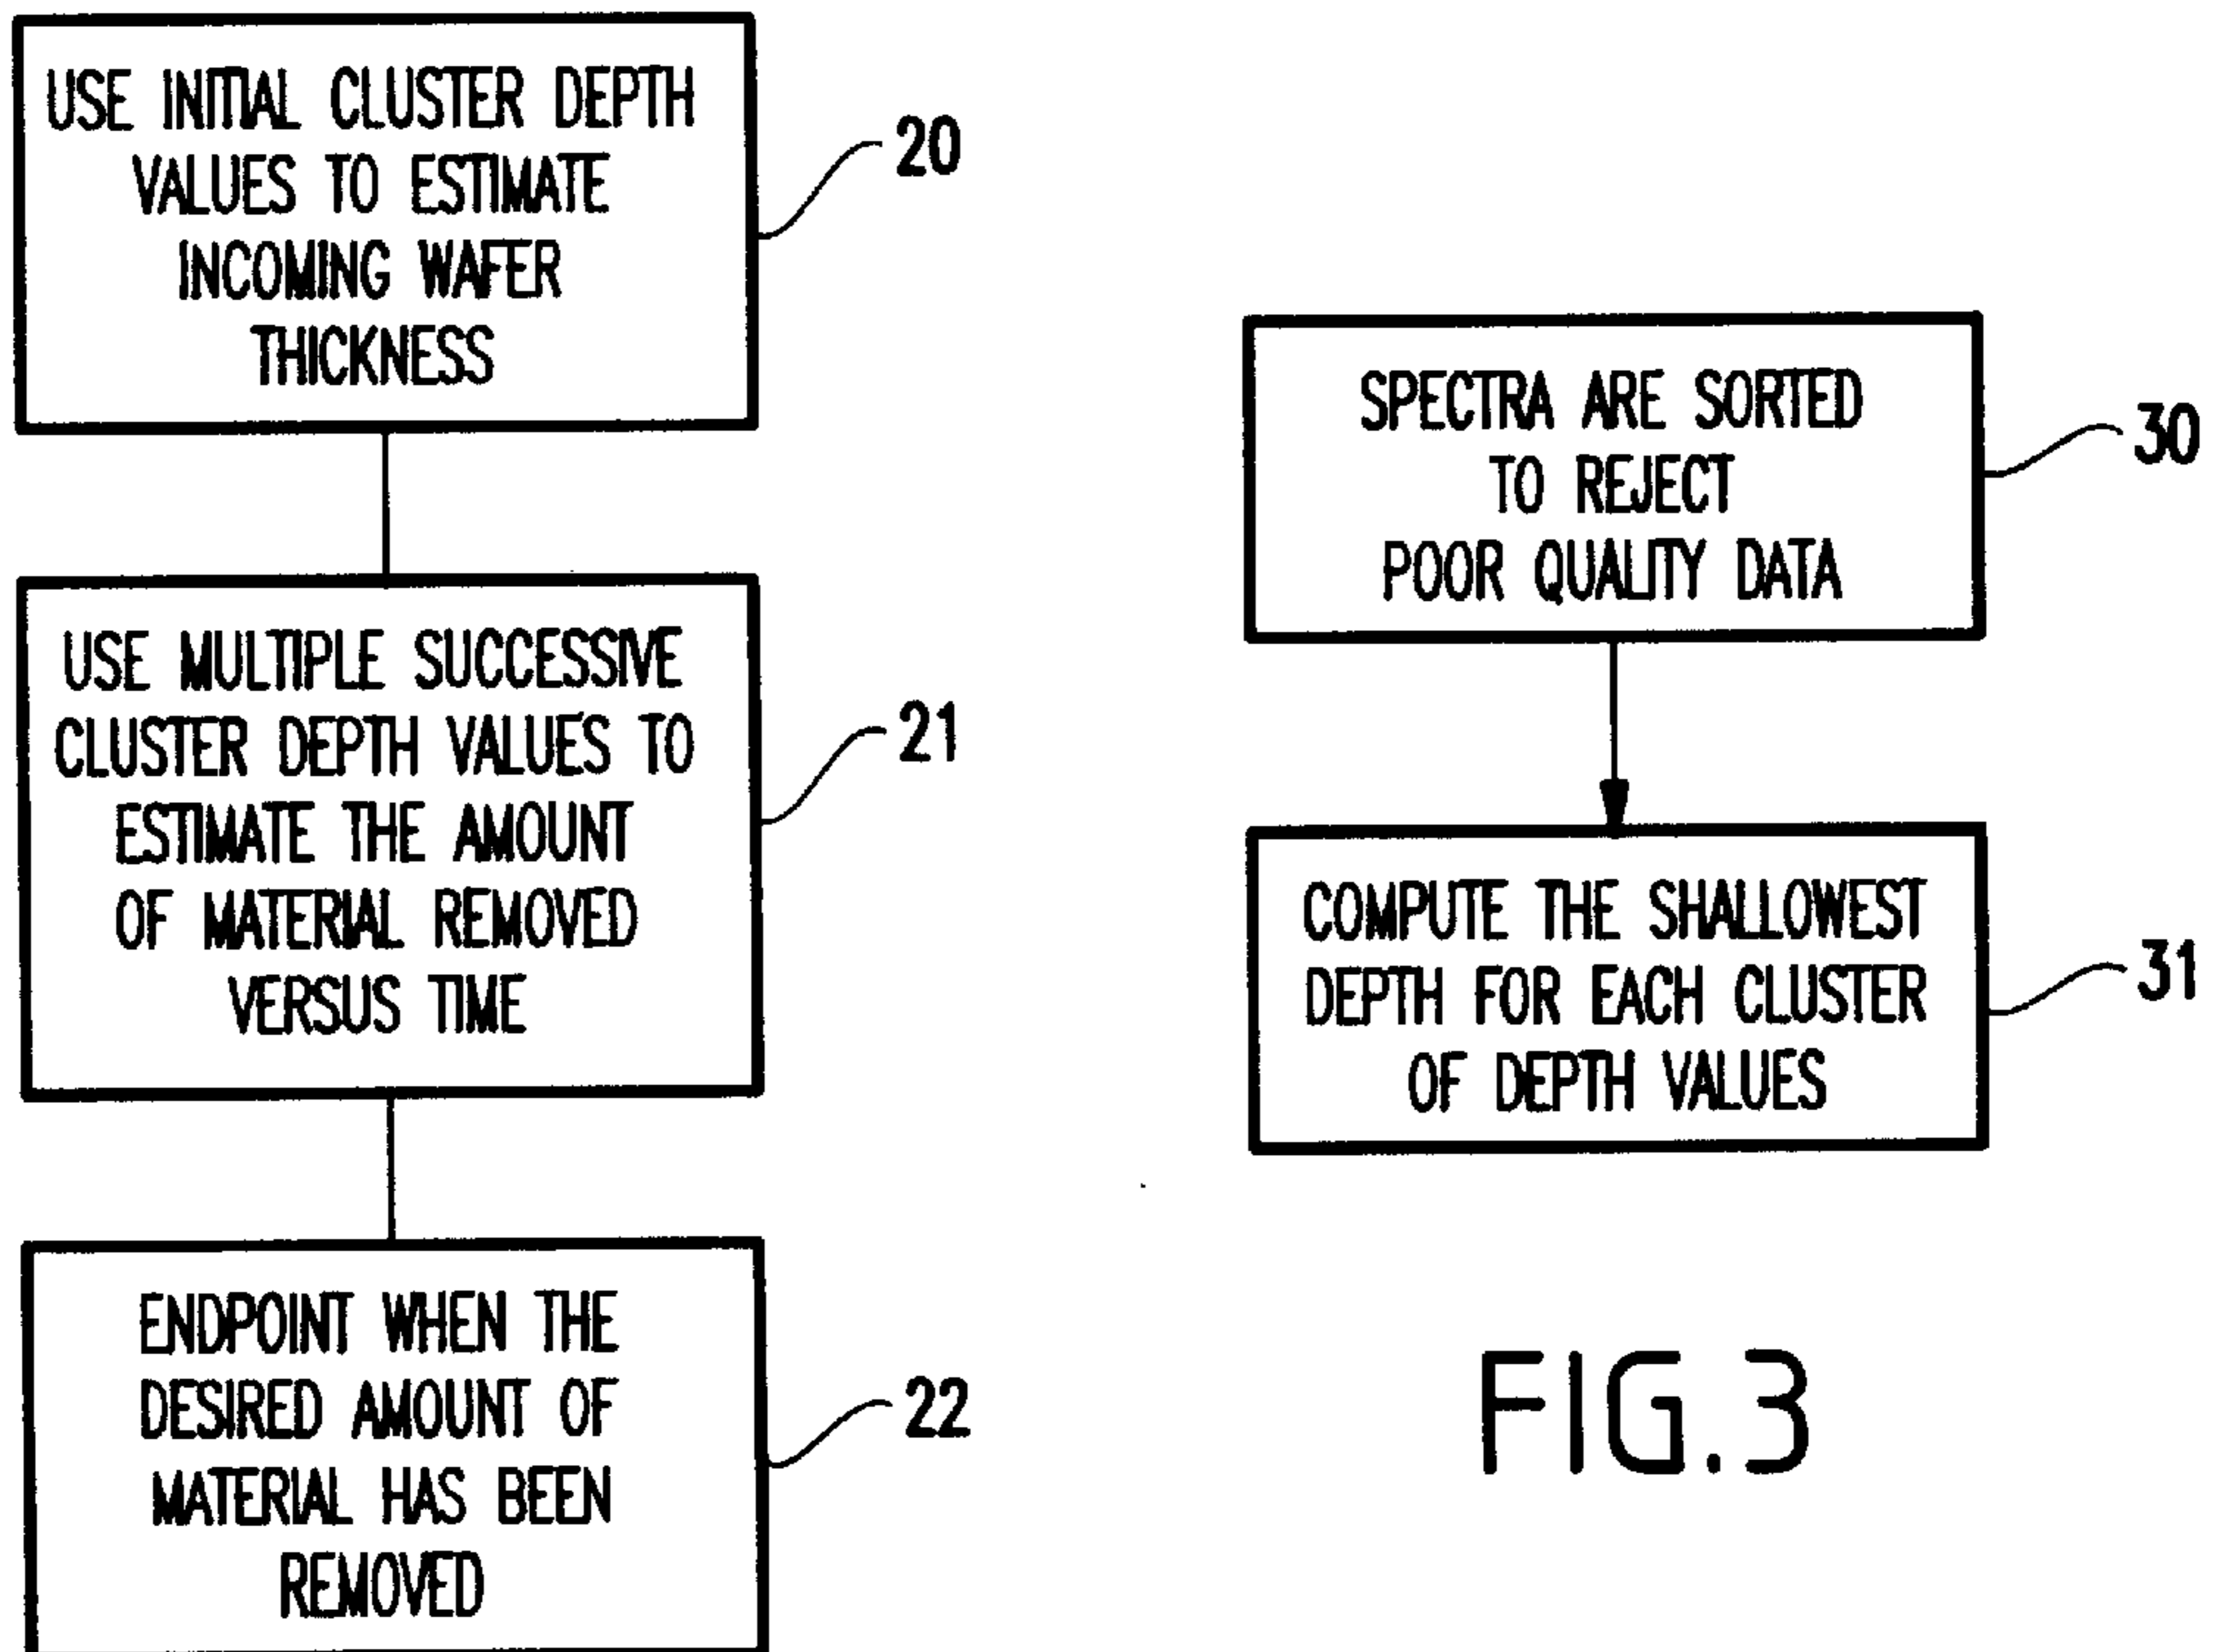 USE INITIAL CLUSTER DEPTH
VALUES TO ESTIMATE
INCOMING WAFER
THICKNESS
20
USE MULTIPLE SUCCESSIVE
CLUSTER DEPTH VALUES TO
ESTIMATE THE AMOUNT
OF MATERIAL REMOVED
VERSUS TIME
21
ENDPOINT WHEN THE
DESIRED AMOUNT OF
MATERIAL HAS BEEN
REMOVED
22
SPECTRA ARE SORTED
TO REJECT
POOR QUALITY DATA
30
COMPUTE THE SHALLOWEST
DEPTH FOR EACH CLUSTER
OF DEPTH VALUES
31
FIG.3